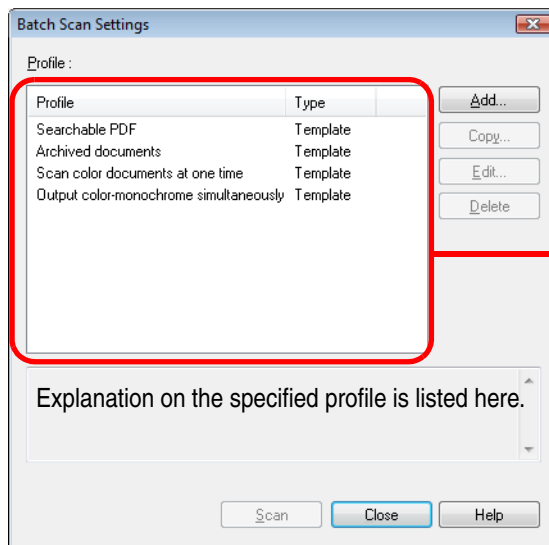 Batch Scan Settings
Profile :
Profile Type
Searchable PDF Template
Archived documents Template
Scan color documents at one time Template
Output color-monochrome simultaneously Template
Add...
Copy...
Edit...
Delete
Explanation on the specified profile is listed here.
Scan Close Help